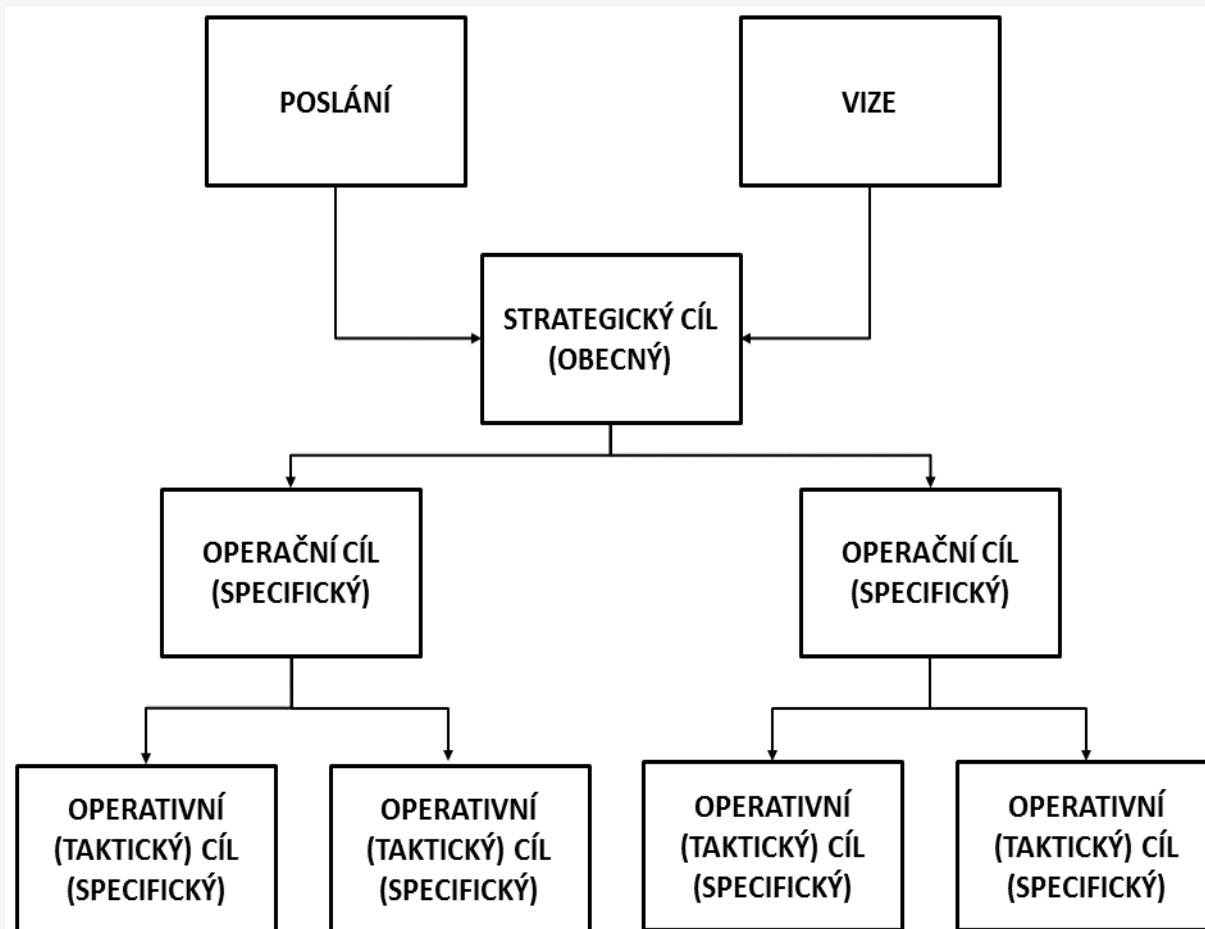 POSLÁNÍ
VIZE
STRATEGICKÝ CÍL
(OBECNÝ)
OPERAČNÍ CÍL
(SPECIFICKÝ)
OPERAČNÍ CÍL
(SPECIFICKÝ)
OPERATIVNÍ
(TAKTICKÝ) CÍL
(SPECIFICKÝ)
OPERATIVNÍ
(TAKTICKÝ) CÍL
(SPECIFICKÝ)
OPERATIVNÍ
(TAKTICKÝ) CÍL
(SPECIFICKÝ)
OPERATIVNÍ
(TAKTICKÝ) CÍL
(SPECIFICKÝ)